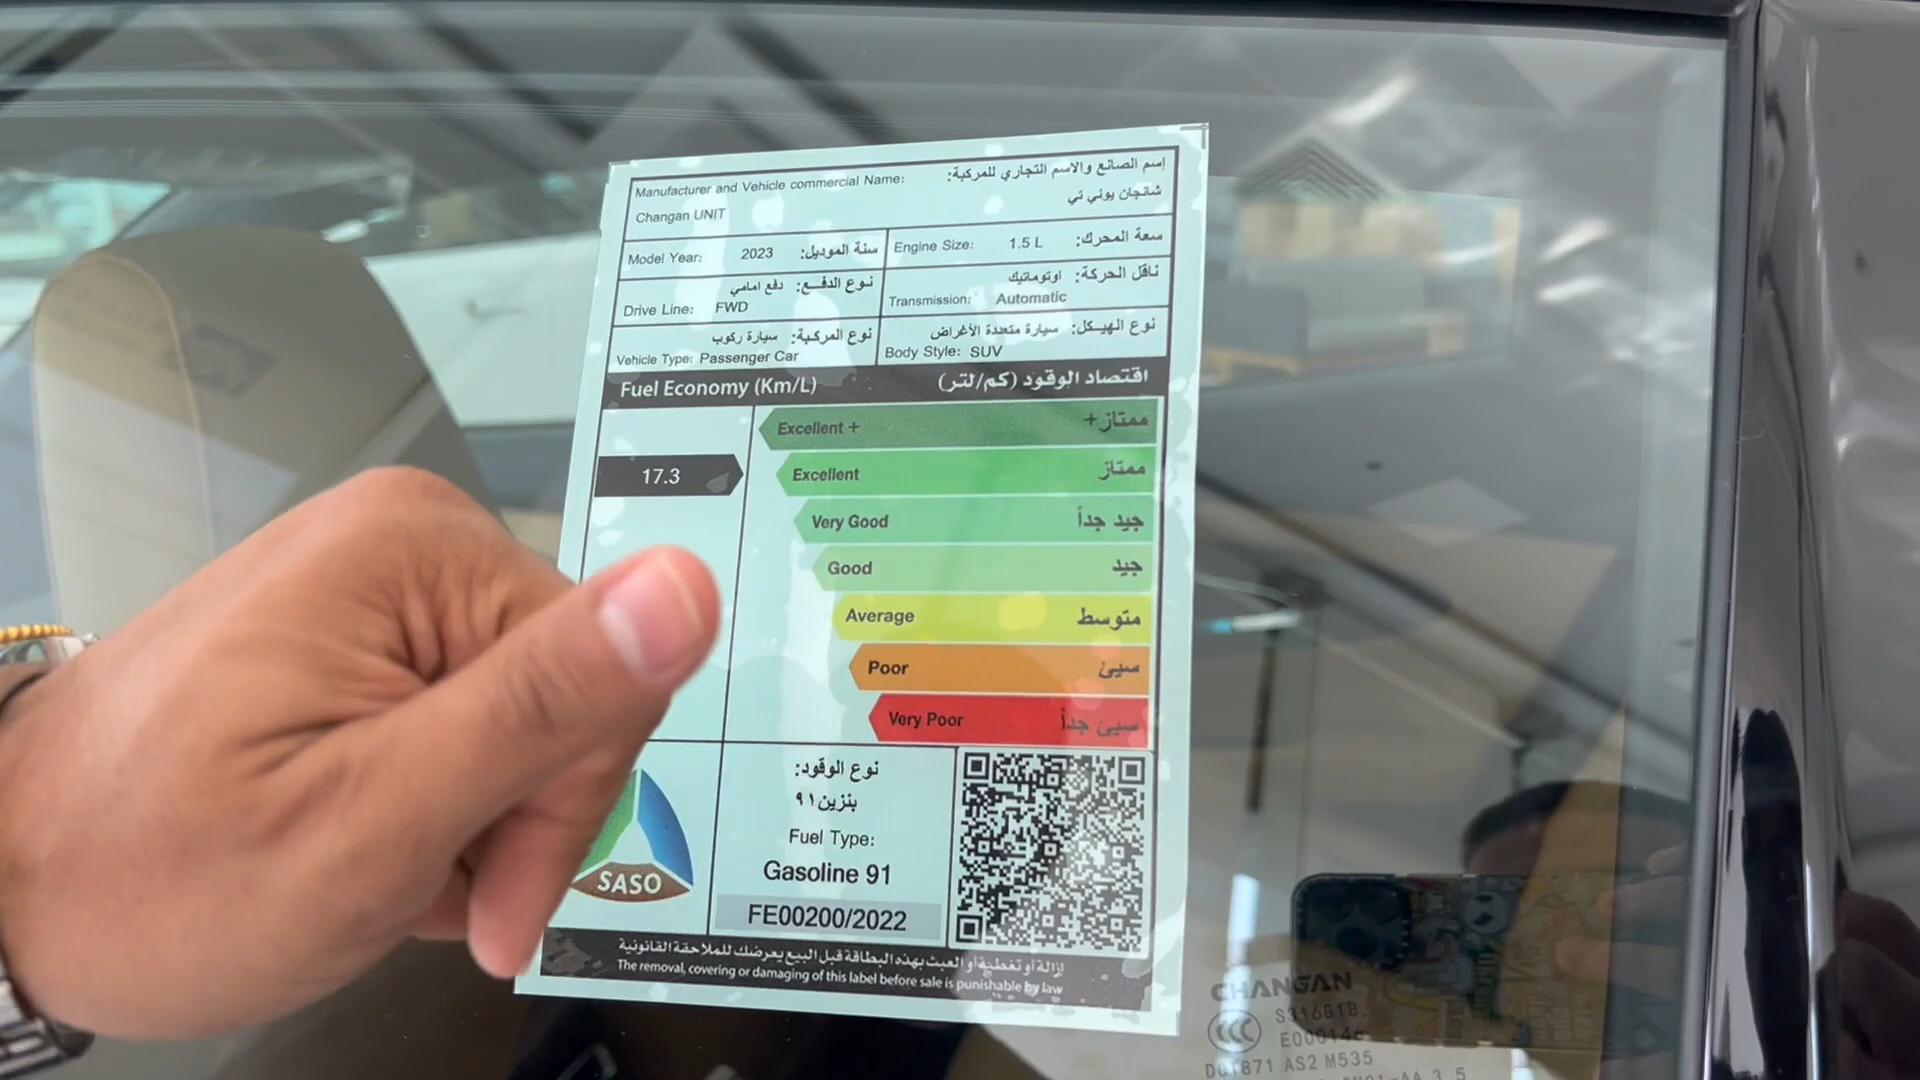 Manufacturer and Vehicle commercial Name:
إسم الصانع والاسم التجاري للمركبة:
Changan UNIT
شانجان يوني تي
Model Year: 2023 سنة الموديل:
Engine Size: 1.5 L سعة المحرك:
نوع الدفـــع: دفع امامي
Drive Line: FWD
ناقل الحركة: اوتوماتيك
Transmission: Automatic
نوع المركبة: سيارة ركوب
Vehicle Type: Passenger Car
نوع الهيـــكل: سيارة متعددة الأغراض
Body Style: SUV
Fuel Economy (Km/L)
اقتصاد الوقود (كم/لتر)
17.3
Excellent + ممتاز+
Excellent ممتاز
Very Good جيد جداً
Good جيد
Average متوسط
Poor سيئ
Very Poor سيئ جداً
SASO
نوع الوقود:
بنزين ٩١
Fuel Type:
Gasoline 91
FE00200/2022
إزالة أو تغطية أو العبث بهذه البطاقة قبل البيع يعرضك للملاحقة القانونية
The removal, covering or damaging of this label before sale is punishable by law
CHANGAN
AS2 M535